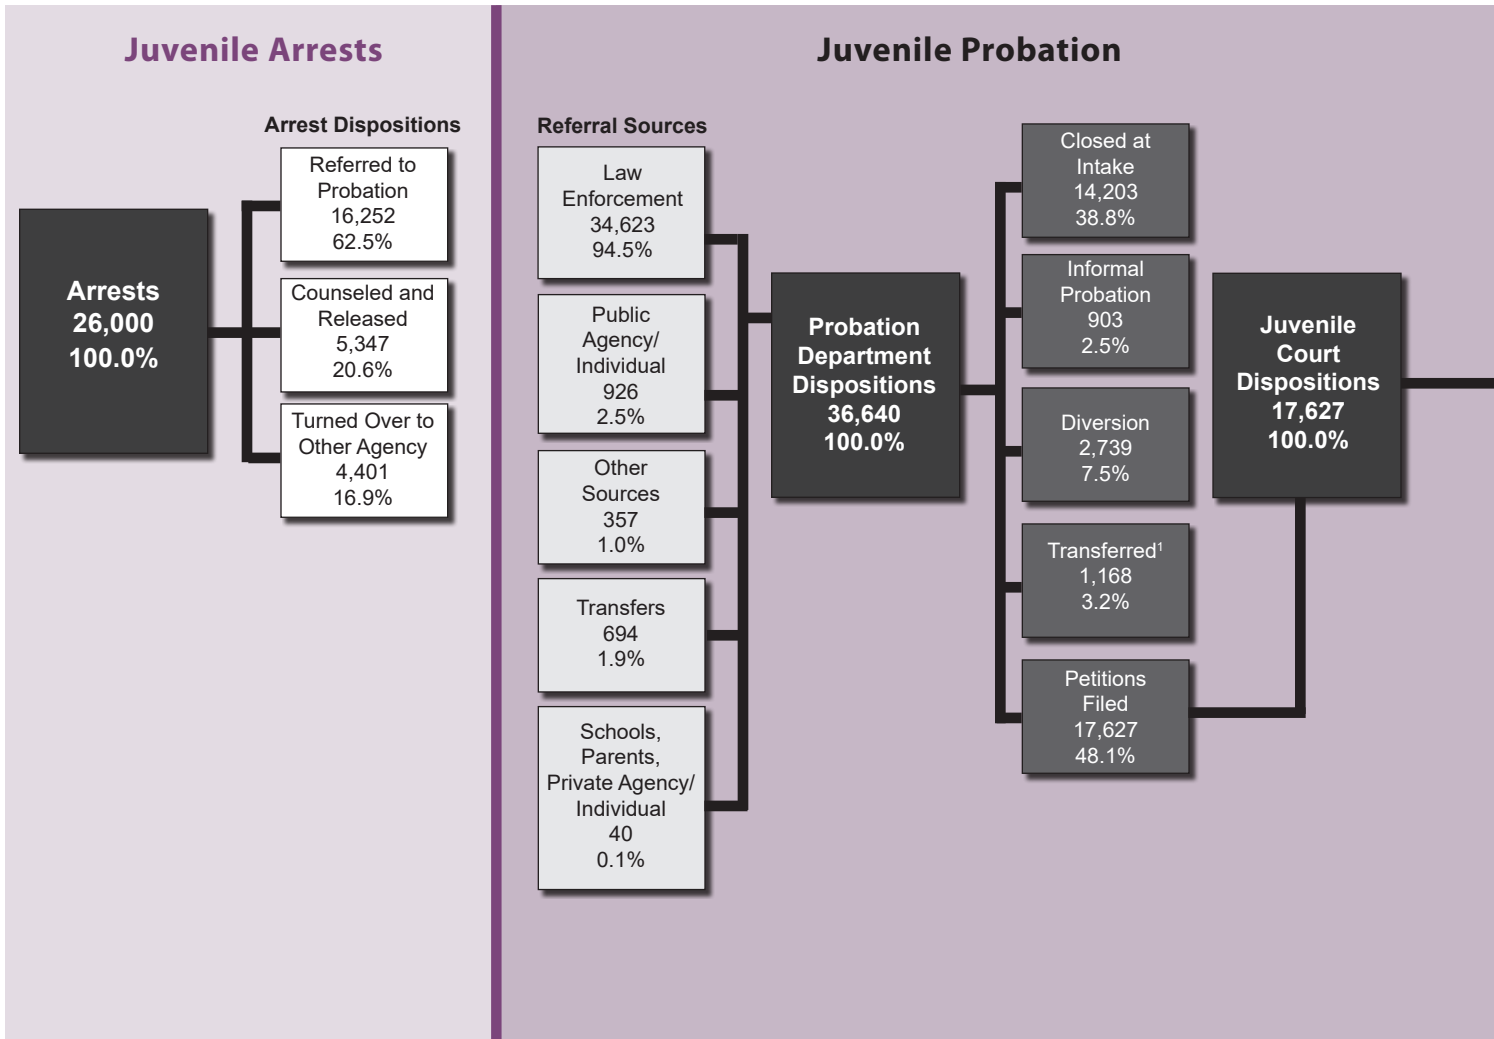 Juvenile Arrests
Arrest Dispositions
Arrests
26,000
100.0%
Referred to
Probation
16,252
62.5%
Counseled and
Released
5,347
20.6%
Turned Over to
Other Agency
4,401
16.9%
Juvenile Probation
Referral Sources
Law
Enforcement
34,623
94.5%
Public
Agency/
Individual
926
2.5%
Other
Sources
357
1.0%
Transfers
694
1.9%
Schools,
Parents,
Private Agency/
Individual
40
0.1%
Probation
Department
Dispositions
36,640
100.0%
Closed at
Intake
14,203
38.8%
Informal
Probation
903
2.5%
Diversion
2,739
7.5%
Transferred¹
1,168
3.2%
Petitions
Filed
17,627
48.1%
Juvenile
Court
Dispositions
17,627
100.0%